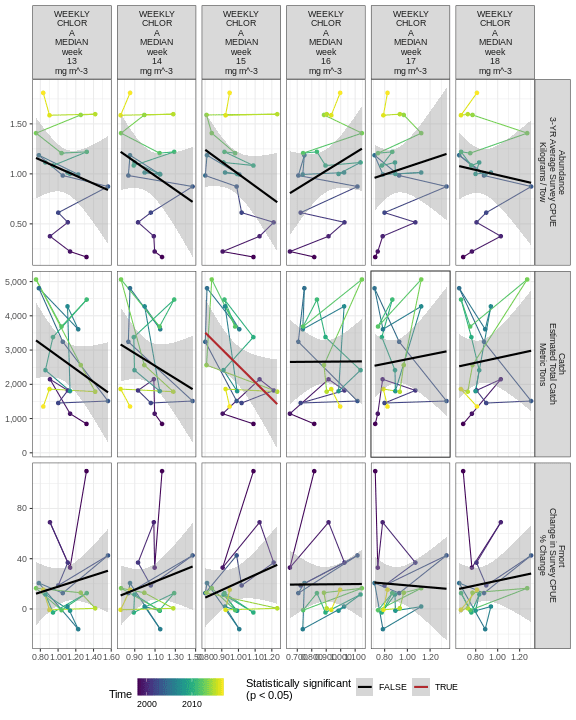 WEEKLY WEEKLY WEEKLY WEEKLY WEEKLY WEEKLY
CHLOR CHLOR CHLOR CHLOR CHLOR CHLOR
A A A A A A
MEDIAN MEDIAN MEDIAN MEDIAN MEDIAN MEDIAN
week week week week week week
13 14 15 16 17 18
mg m^-3 mg m^-3 mg m^-3 mg m^-3 mg m^-3 mg m^-3
1.50
1.00
0.50
Abundance
3-YR Average Survey CPUE
Kilograms / Tow
5,000
4,000
3,000
2,000
1,000
0
Catch
Estimated Total Catch
Metric Tons
80
40
0
Fmort
Change in Survey CPUE
% Change
0.80 1.00 1.20 1.40 1.60
0.90 1.10 1.30
1.00 1.20
0.80 1.00 1.20
0.80 1.00 1.20
Time
2000 2010
Statistically significant
(p < 0.05)
FALSE TRUE